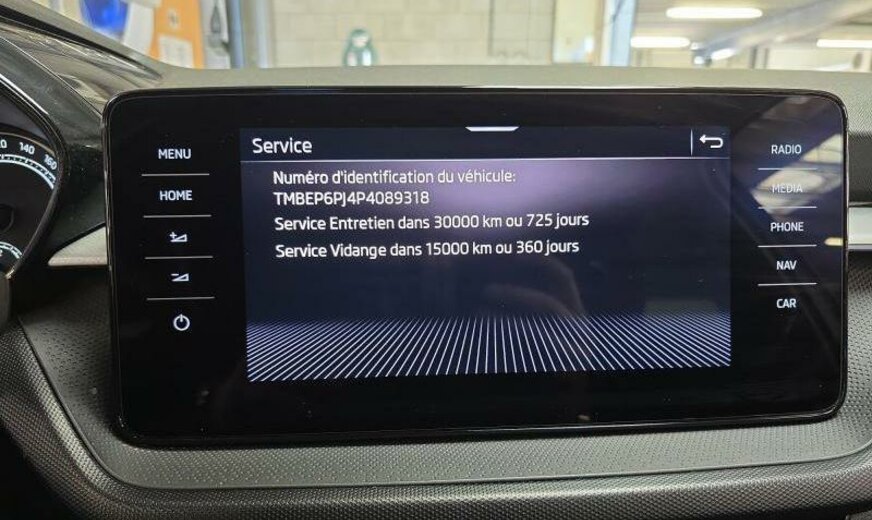 MENU
HOME
Service
Numéro d'identification du véhicule:
TMBEP6PJ4P4089318
Service Entretien dans 30000 km ou 725 jours
Service Vidange dans 15000 km ou 360 jours
RADIO
MEDIA
PHONE
NAV
CAR
140
160